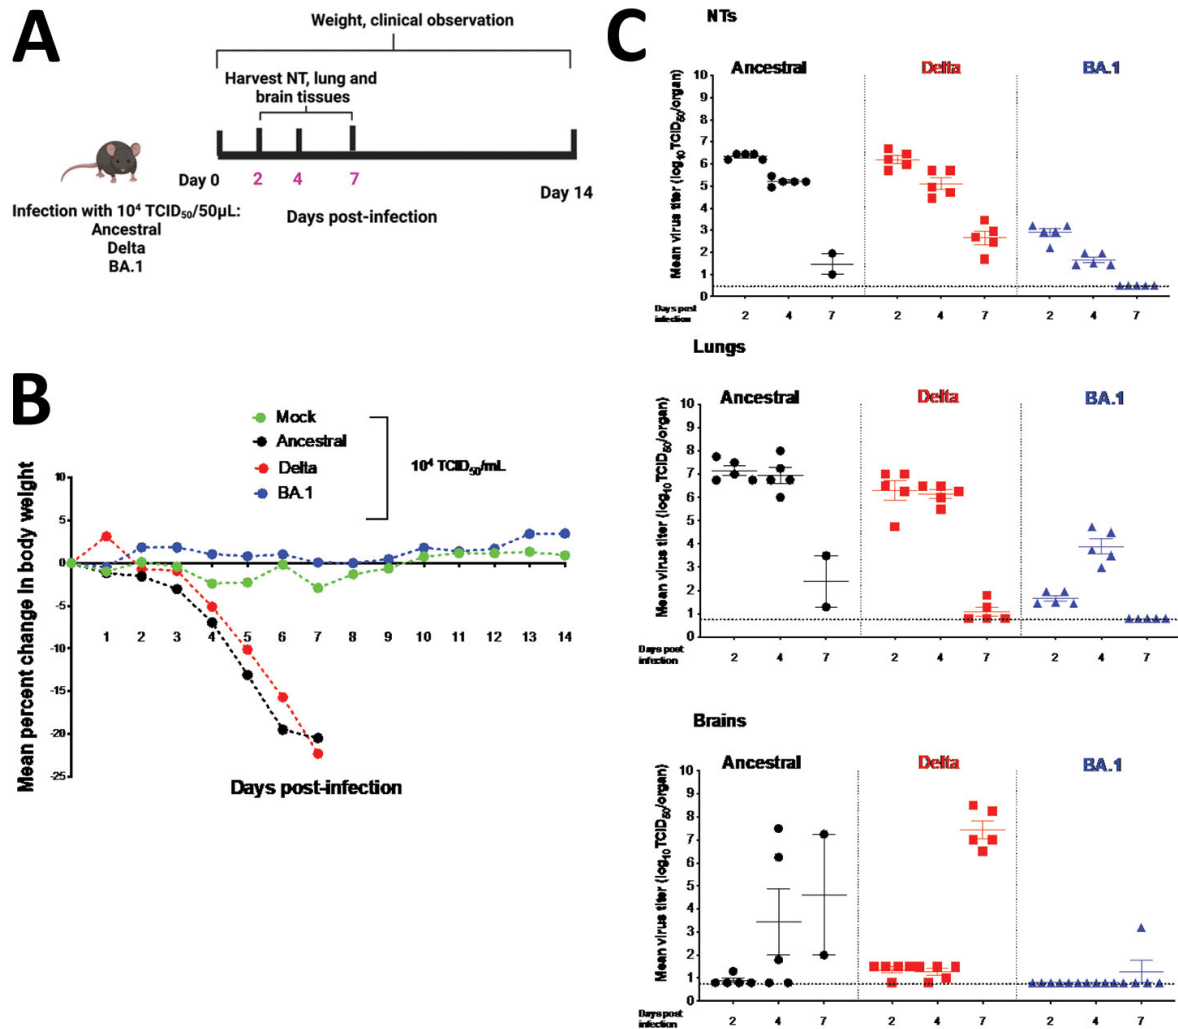 A
Weight, clinical observation
Harvest NT, lung and
brain tissues
Day 0
2
4
7
Day 14
Infection with 10⁴ TCID₅₀/50µL:
Ancestral
Delta
BA.1
Days post-infection
B
Mock
Ancestral
Delta
BA.1
10⁴ TCID₅₀/mL
Mean percent change in body weight
10
5
0
-5
-10
-15
-20
-25
1 2 3 4 5 6 7 8 9 10 11 12 13 14
Days post-infection
C
NTs
Ancestral Delta BA.1
Mean virus titer (log₁₀TCID₅₀/organ)
10
9
8
7
6
5
4
3
2
1
0
Days post
infection
2 4 7 2 4 7 2 4 7
Lungs
Ancestral Delta BA.1
Mean virus titer (log₁₀TCID₅₀/organ)
10
9
8
7
6
5
4
3
2
1
0
Days post
infection
2 4 7 2 4 7 2 4 7
Brains
Ancestral Delta BA.1
Mean virus titer (log₁₀TCID₅₀/organ)
10
9
8
7
6
5
4
3
2
1
0
Days post
infection
2 4 7 2 4 7 2 4 7